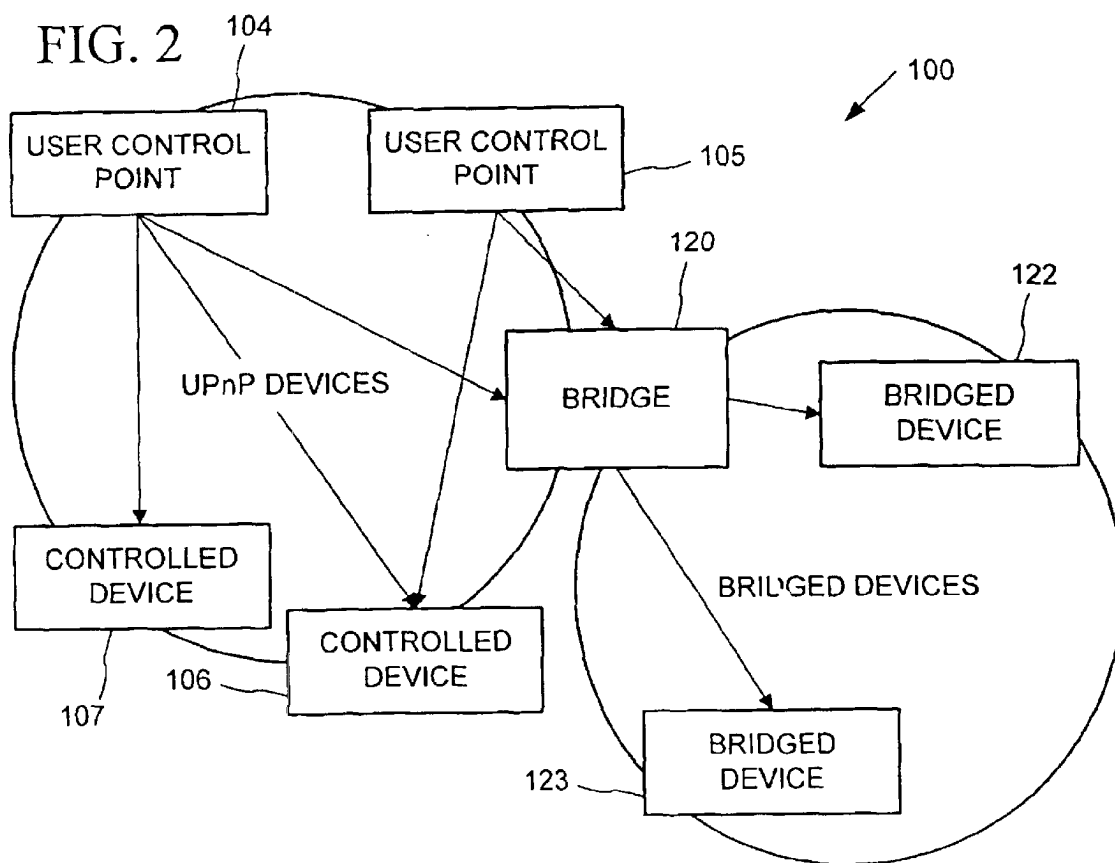 FIG. 2
104
100
USER CONTROL
POINT
USER CONTROL
POINT
105
120
122
UPnP DEVICES
BRIDGE
BRIDGED
DEVICE
CONTROLLED
DEVICE
107
CONTROLLED
DEVICE
106
BRIDGED DEVICES
BRIDGED
DEVICE
123